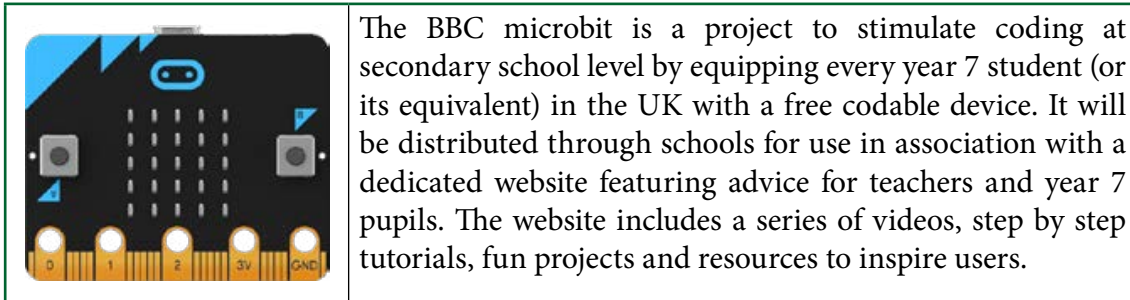 The BBC microbit is a project to stimulate coding at
secondary school level by equipping every year 7 student (or
its equivalent) in the UK with a free codable device. It will
be distributed through schools for use in association with a
dedicated website featuring advice for teachers and year 7
pupils. The website includes a series of videos, step by step
tutorials, fun projects and resources to inspire users.
0 1 2 3V GND